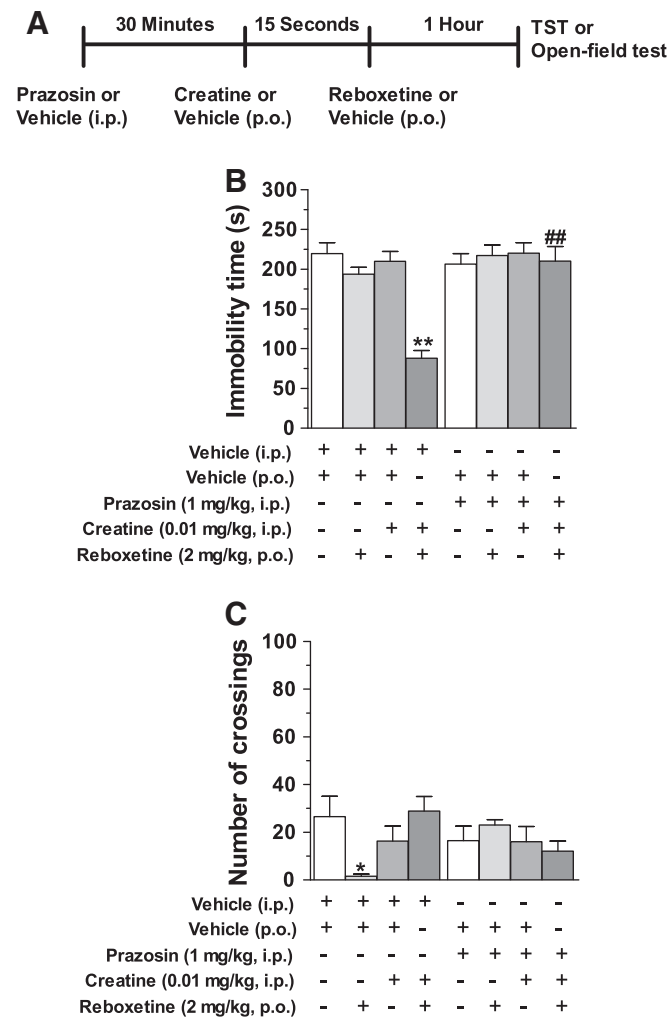 A
30 Minutes 15 Seconds 1 Hour
TST or
Open-field test
Prazosin or Creatine or Reboxetine or
Vehicle (i.p.) Vehicle (p.o.) Vehicle (p.o.)
B
300
250
200
150
100
50
0
Immobility time (s)
**
##
Vehicle (i.p.) + + + + - - - -
Vehicle (p.o.) + + + - + + + -
Prazosin (1 mg/kg, i.p.) - - - - + + + +
Creatine (0.01 mg/kg, i.p.) - - + + - - + +
Reboxetine (2 mg/kg, p.o.) - + - + - + - +
C
100
80
60
40
20
0
Number of crossings
*
Vehicle (i.p.) + + + + - - - -
Vehicle (p.o.) + + + - + + + -
Prazosin (1 mg/kg, i.p.) - - - - + + + +
Creatine (0.01 mg/kg, i.p.) - - + + - - + +
Reboxetine (2 mg/kg, p.o.) - + - + - + - +